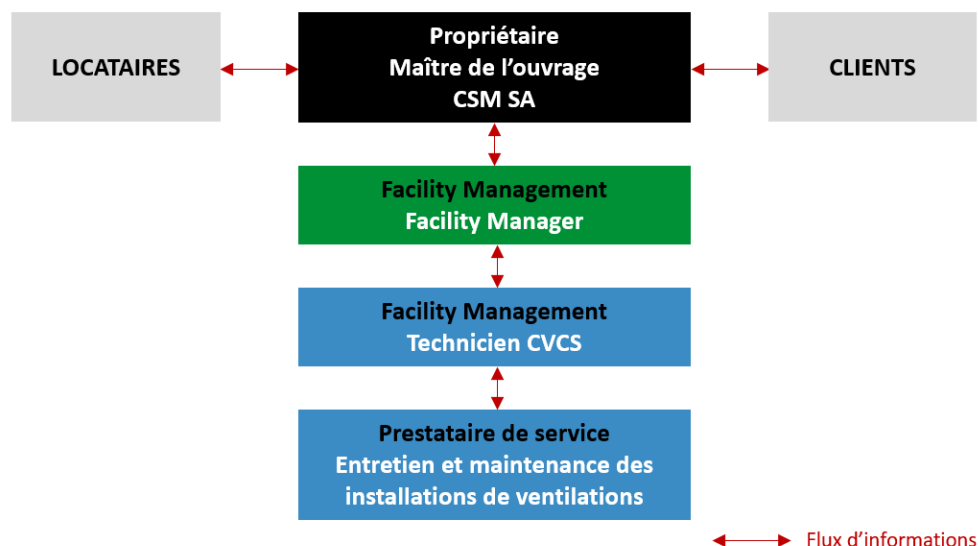 LOCATAIRES
Propriétaire
Maître de l'ouvrage
CSM SA
CLIENTS
Facility Management
Facility Manager
Facility Management
Technicien CVCS
Prestataire de service
Entretien et maintenance des
installations de ventilations
Flux d'informations